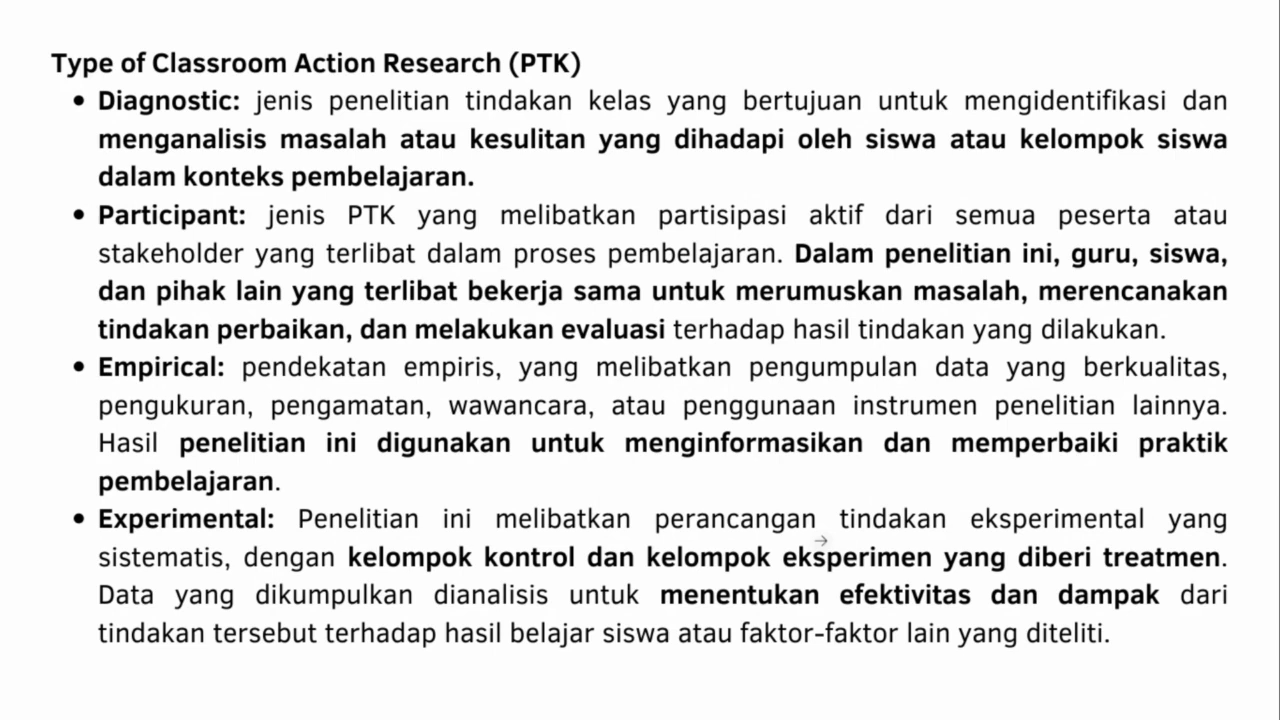 Type of Classroom Action Research (PTK)
• Diagnostic: jenis penelitian tindakan kelas yang bertujuan untuk mengidentifikasi dan
menganalisis masalah atau kesulitan yang dihadapi oleh siswa atau kelompok siswa
dalam konteks pembelajaran.
• Participant: jenis PTK yang melibatkan partisipasi aktif dari semua peserta atau
stakeholder yang terlibat dalam proses pembelajaran. Dalam penelitian ini, guru, siswa,
dan pihak lain yang terlibat bekerja sama untuk merumuskan masalah, merencanakan
tindakan perbaikan, dan melakukan evaluasi terhadap hasil tindakan yang dilakukan.
• Empirical: pendekatan empiris, yang melibatkan pengumpulan data yang berkualitas,
pengukuran, pengamatan, wawancara, atau penggunaan instrumen penelitian lainnya.
Hasil penelitian ini digunakan untuk menginformasikan dan memperbaiki praktik
pembelajaran.
• Experimental: Penelitian ini melibatkan perancangan tindakan eksperimental yang
sistematis, dengan kelompok kontrol dan kelompok eksperimen yang diberi treatmen.
Data yang dikumpulkan dianalisis untuk menentukan efektivitas dan dampak dari
tindakan tersebut terhadap hasil belajar siswa atau faktor-faktor lain yang diteliti.